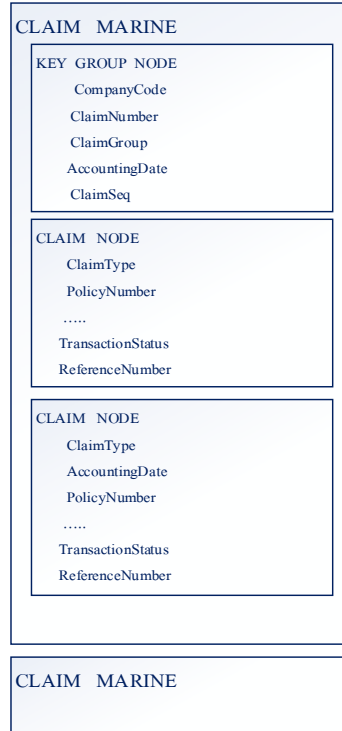 CLAIM MARINE
KEY GROUP NODE
CompanyCode
ClaimNumber
ClaimGroup
AccountingDate
ClaimSeq
CLAIM NODE
ClaimType
PolicyNumber
.....
TransactionStatus
ReferenceNumber
CLAIM NODE
ClaimType
AccountingDate
PolicyNumber
.....
TransactionStatus
ReferenceNumber
CLAIM MARINE